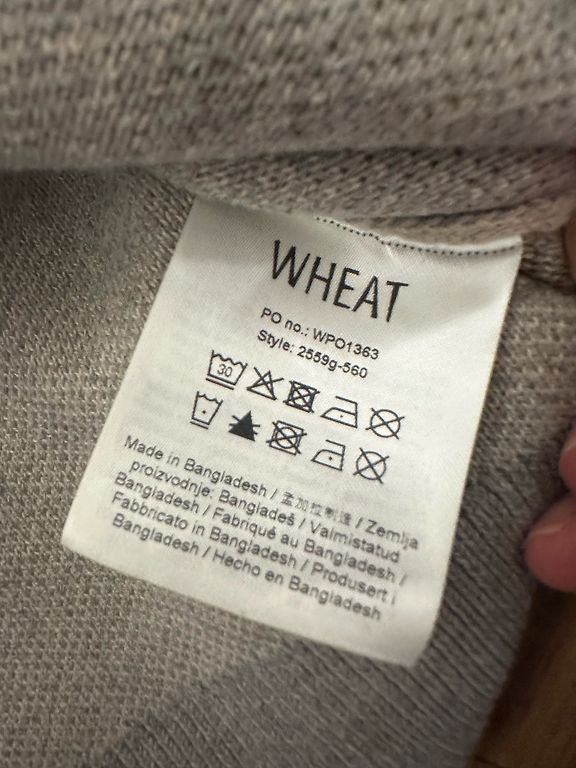 WHEAT
PO no.: WPO1363
Style: 2559g-560
30
Made in Bangladesh / 孟加拉制造 / Zemlja
proizvodnje: Bangladeš / Valmistatud
Bangladesh / Fabriqué au Bangladesh /
Fabbricato in Bangladesh / Produsert i
Bangladesh / Hecho en Bangladesh